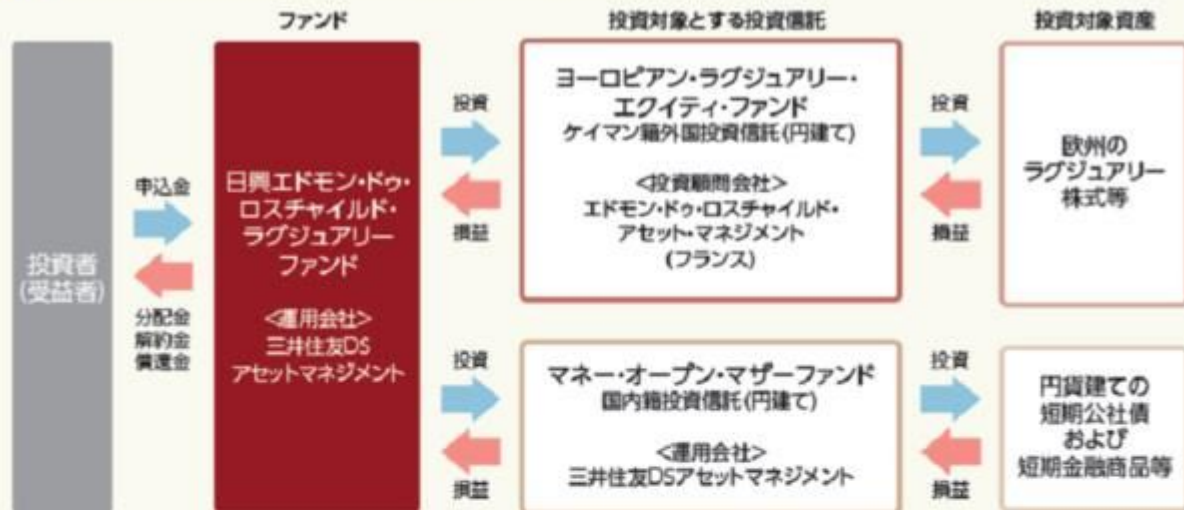 ファンド
投資対象とする投資信託
投資対象資産
投資者
(受益者)
申込金
分配金
解約金
償還金
日興エドモン・ドゥ・
ロスチャイルド・
ラグジュアリー
ファンド
<運用会社>
三井住友DS
アセットマネジメント
投資
損益
ヨーロピアン・ラグジュアリー・
エクイティ・ファンド
ケイマン籍外国投資信託(円建て)
<投資顧問会社>
エドモン・ドゥ・ロスチャイルド・
アセット・マネジメント
(フランス)
投資
損益
欧州の
ラグジュアリー
株式等
投資
損益
マネー・オープン・マザーファンド
国内籍投資信託(円建て)
<運用会社>
三井住友DSアセットマネジメント
投資
損益
円貨建ての
短期公社債
および
短期金融商品等